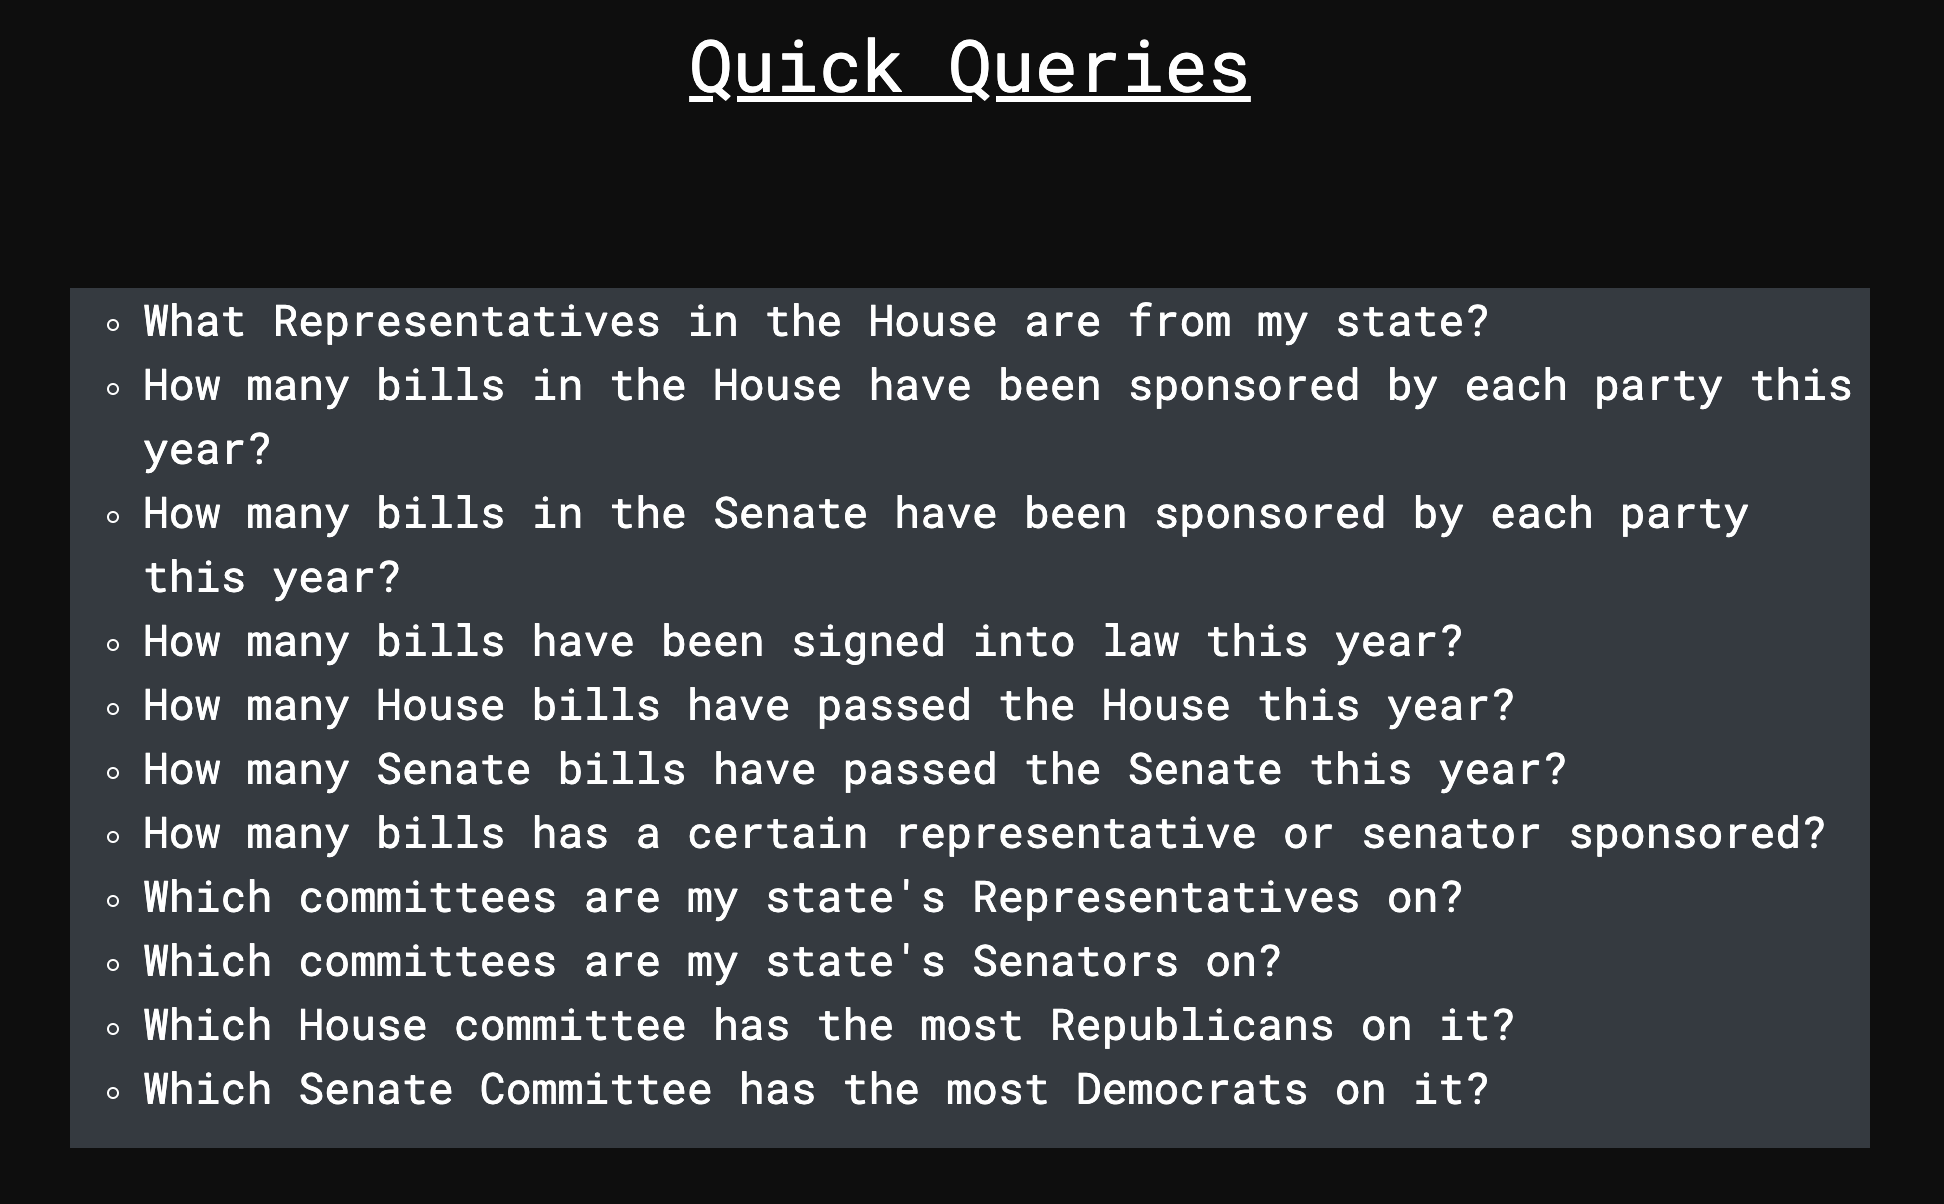 Quick Queries
What Representatives in the House are from my state?
How many bills in the House have been sponsored by each party this
year?
How many bills in the Senate have been sponsored by each party
this year?
How many bills have been signed into law this year?
How many House bills have passed the House this year?
How many Senate bills have passed the Senate this year?
How many bills has a certain representative or senator sponsored?
Which committees are my state's Representatives on?
Which committees are my state's Senators on?
Which House committee has the most Republicans on it?
Which Senate Committee has the most Democrats on it?